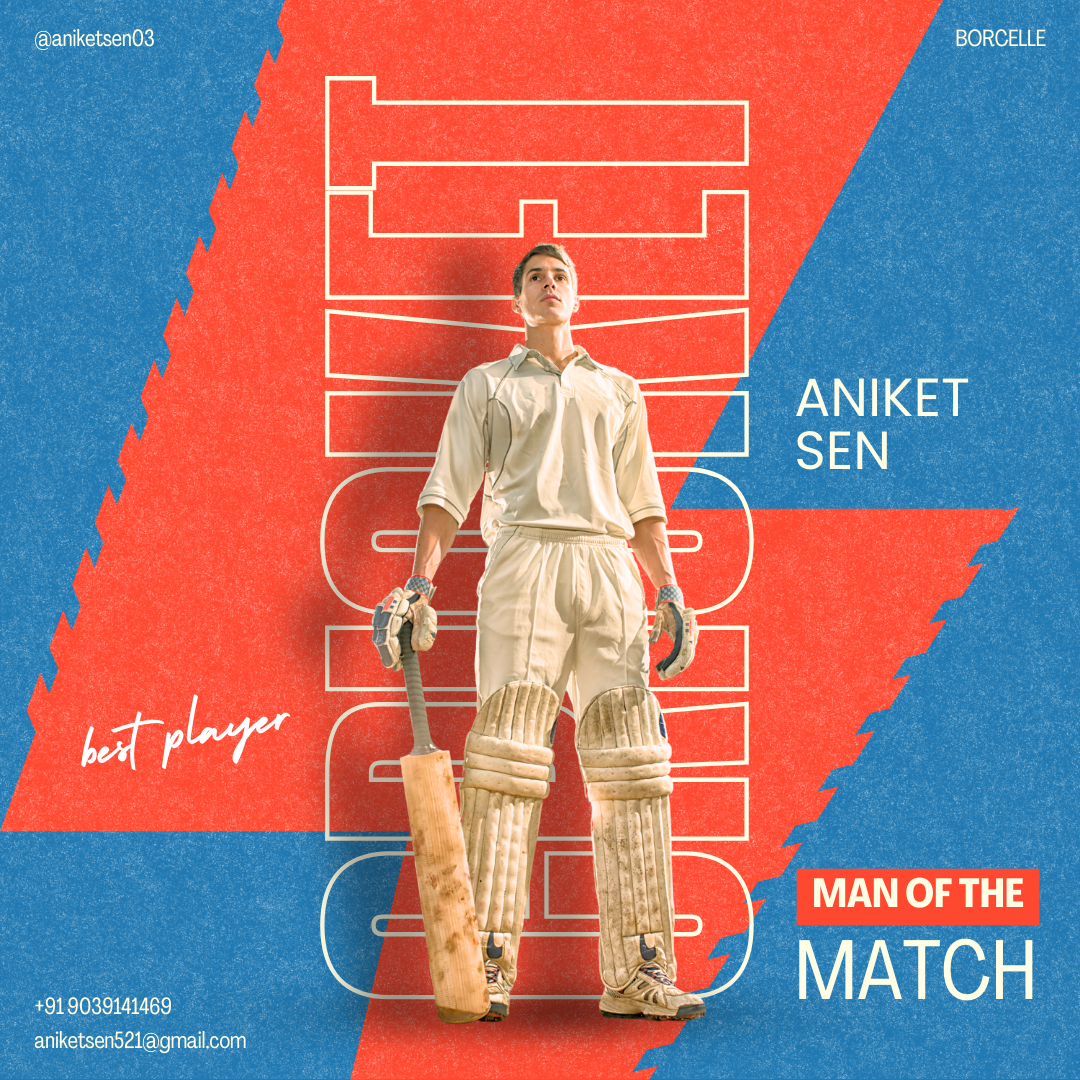 @aniketsen03
BORCELLE
CRICKET
ANIKET
SEN
best player
MAN OF THE
MATCH
+91 9039141469
aniketsen521@gmail.com